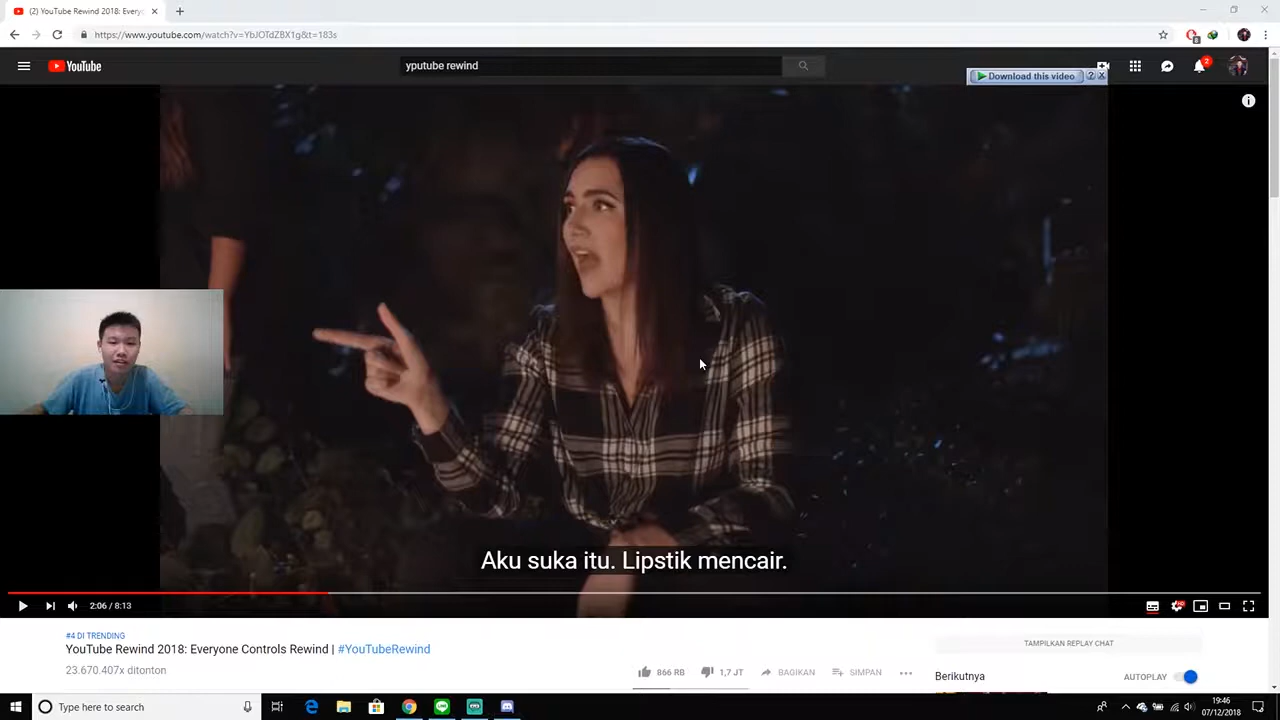 (2) YouTube Rewind 2018: Every
https://www.youtube.com/watch?v=YbJOTdZBX1g&t=183s
YouTube
yputube rewind
Download this video
?
X
2
8
Aku suka itu. Lipstik mencair.
2:06 / 8:13
HD
#4 DI TRENDING
YouTube Rewind 2018: Everyone Controls Rewind | #YouTubeRewind
23.670.407x ditonton
866 RB
1,7 JT
BAGIKAN
SIMPAN
TAMPILKAN REPLAY CHAT
Berikutnya
AUTOPLAY
Type here to search
19:46
07/12/2018